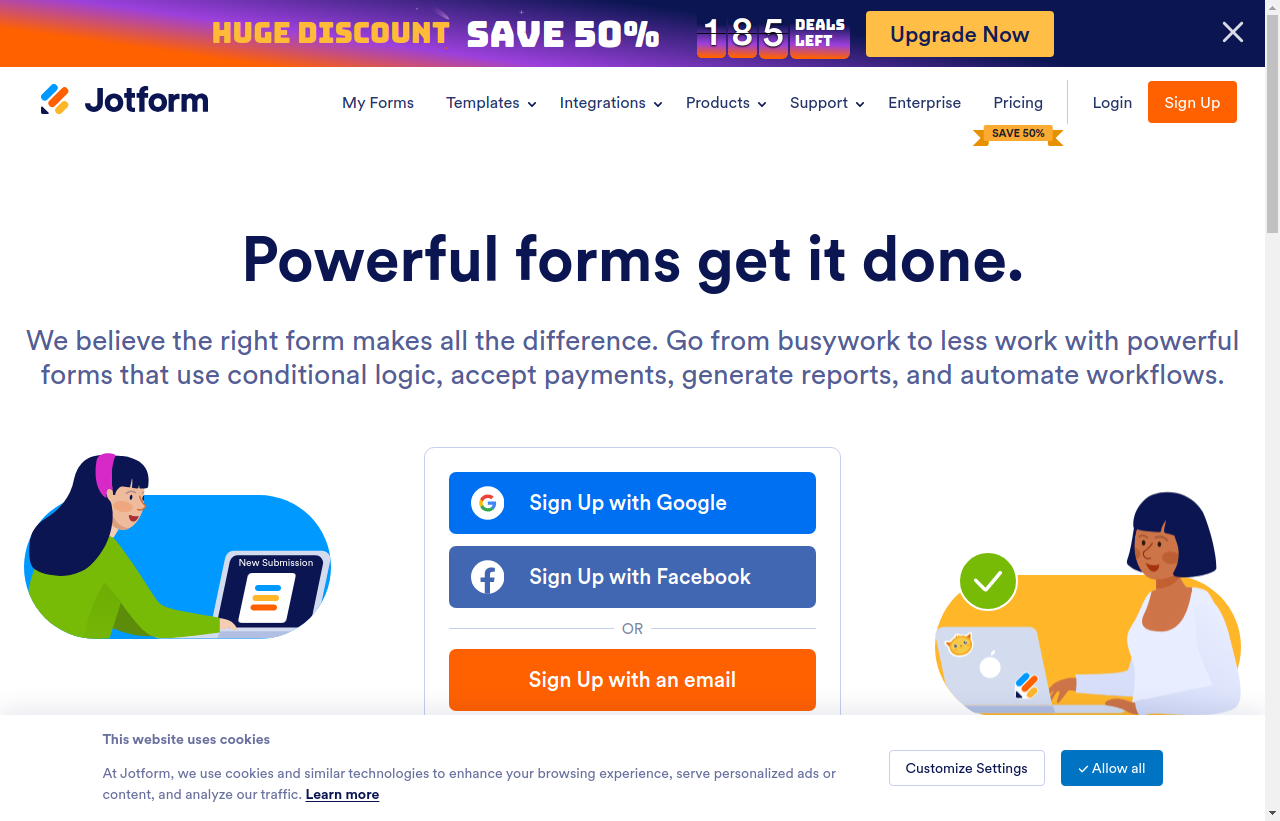 HUGE DISCOUNT SAVE 50% 185 DEALS LEFT Upgrade Now
Jotform My Forms Templates Integrations Products Support Enterprise Pricing Login Sign Up
SAVE 50%
Powerful forms get it done.
We believe the right form makes all the difference. Go from busywork to less work with powerful
forms that use conditional logic, accept payments, generate reports, and automate workflows.
Sign Up with Google
New Submission
Sign Up with Facebook
OR
Sign Up with an email
This website uses cookies
At Jotform, we use cookies and similar technologies to enhance your browsing experience, serve personalized ads or
content, and analyze our traffic. Learn more
Customize Settings
Allow all